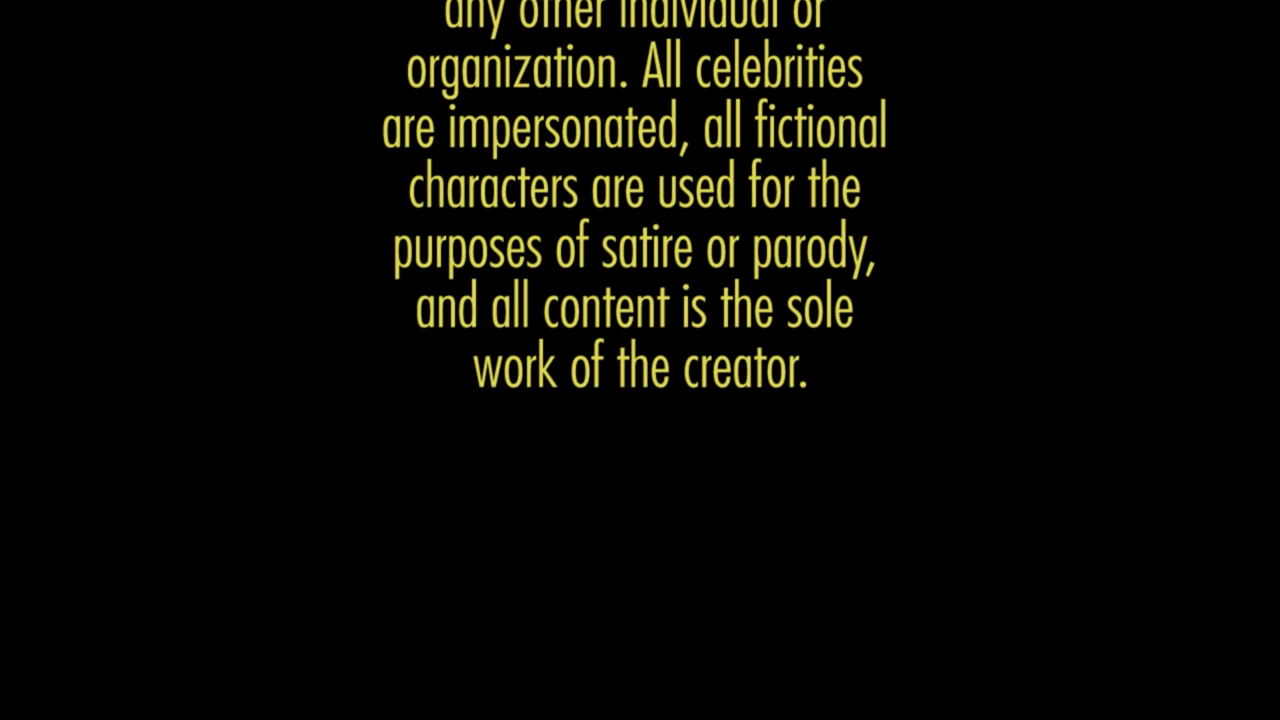 any other individual or
organization. All celebrities
are impersonated, all fictional
characters are used for the
purposes of satire or parody,
and all content is the sole
work of the creator.